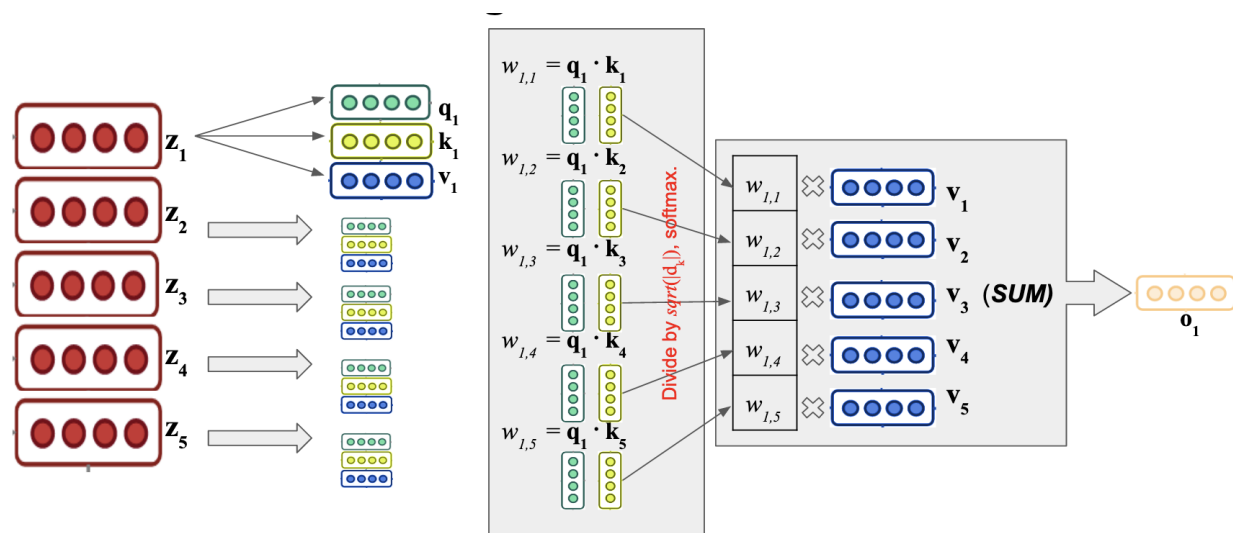 z1
q1
k1
v1
z2
z3
z4
z5
w1,1 = q1 · k1
w1,2 = q1 · k2
w1,3 = q1 · k3
w1,4 = q1 · k4
w1,5 = q1 · k5
Divide by sqrt(|dk|), softmax.
w1,1 v1
w1,2 v2
w1,3 v3 (SUM)
w1,4 v4
w1,5 v5
o1